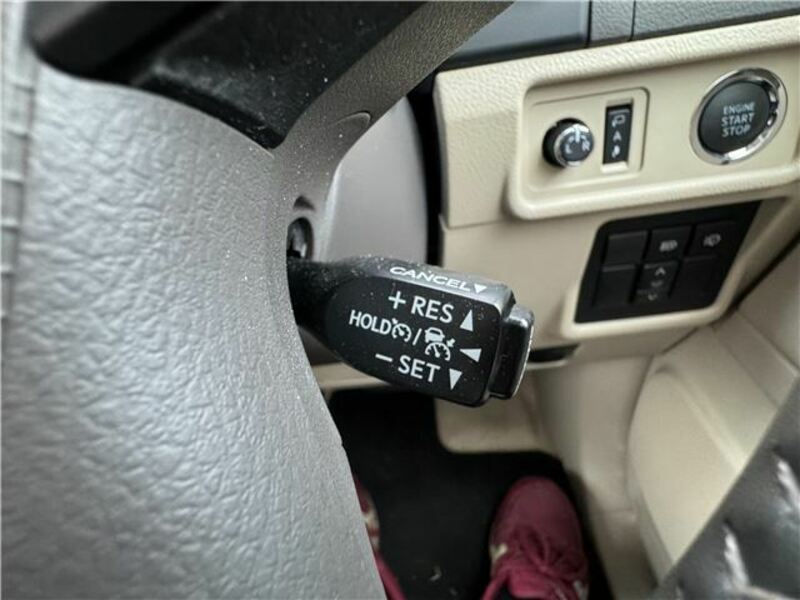 ENGINE
START
STOP
L R
A
CANCEL▼
+ RES ▲
HOLD / ◀
− SET ▼